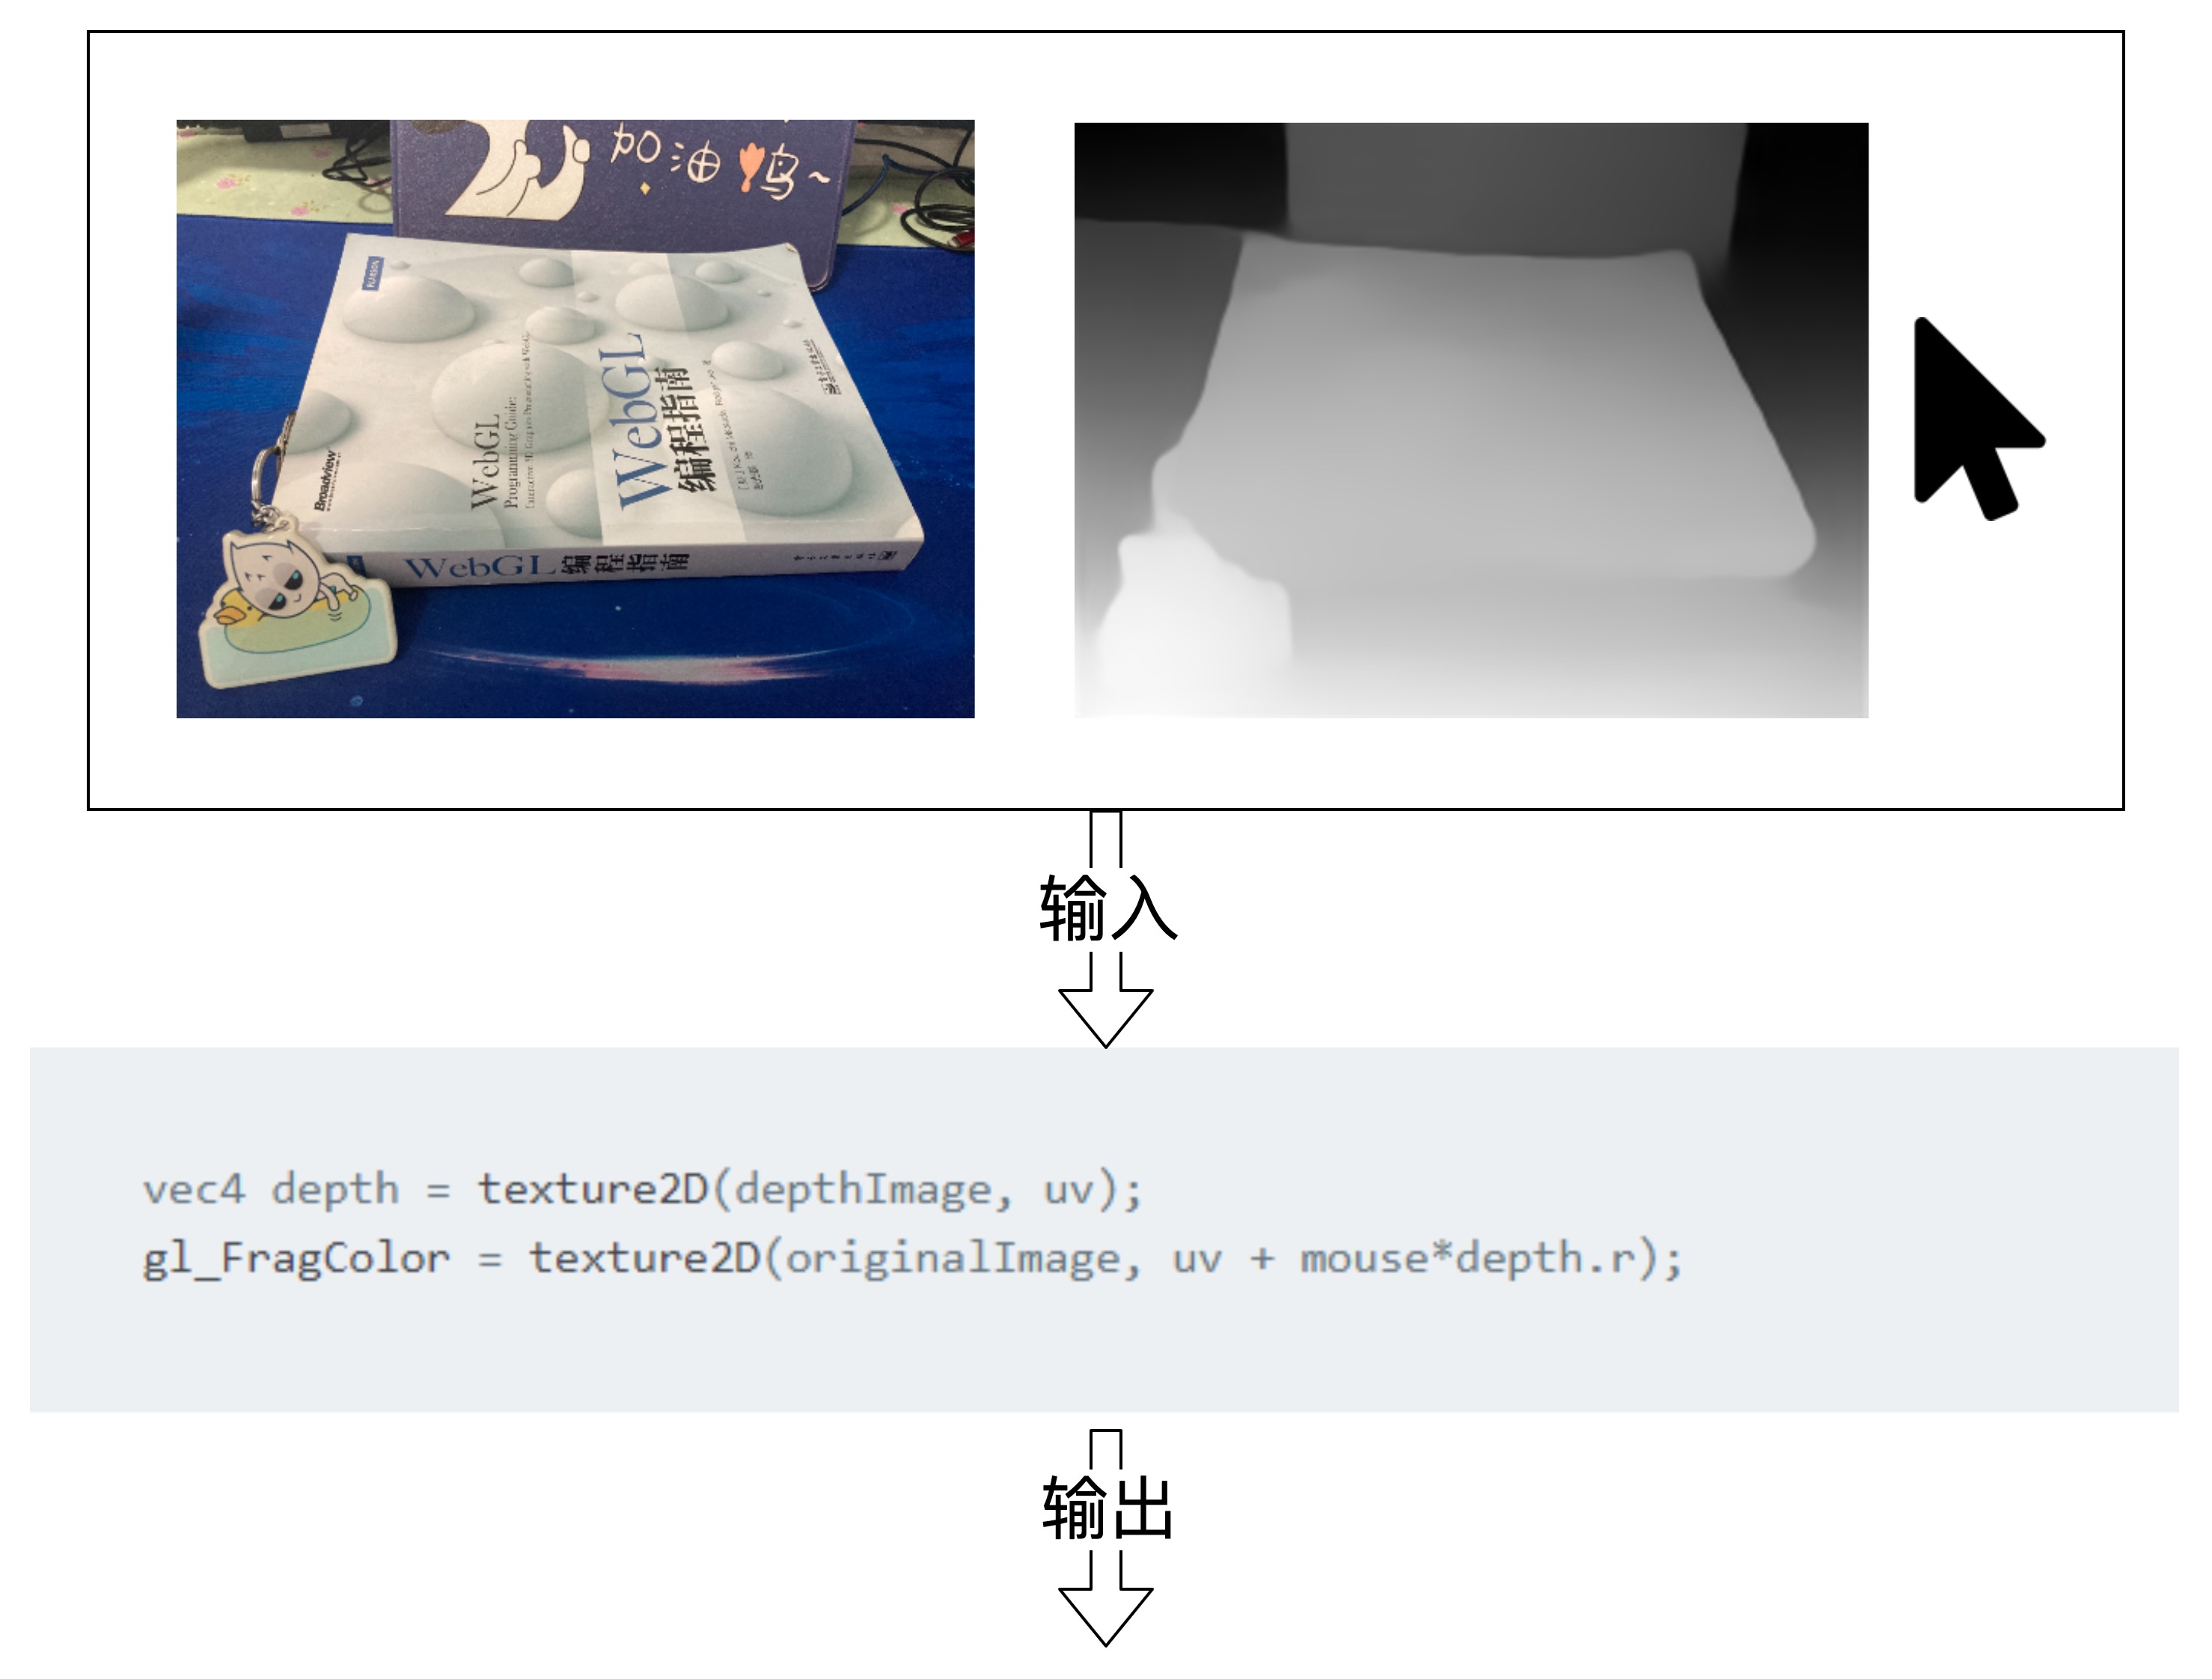 加油鸭~
PEARSON
WebGL
Programming Guide:
WebGL
编程指南
Broadview
WebGL 编程指南
输入
vec4 depth = texture2D(depthImage, uv);
gl_FragColor = texture2D(originalImage, uv + mouse*depth.r);
输出